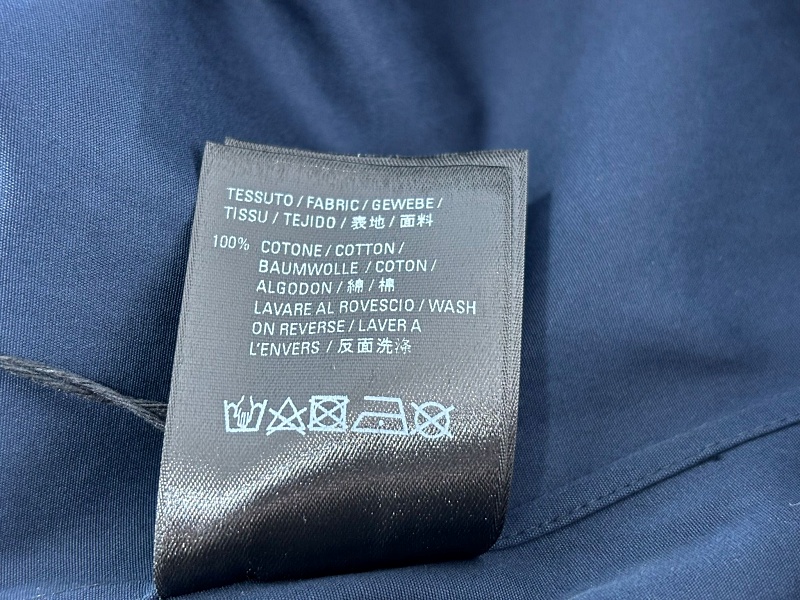 TESSUTO / FABRIC / GEWEBE /
TISSU / TEJIDO / 表地 / 面料
100% COTONE / COTTON /
BAUMWOLLE / COTON /
ALGODON / 綿 / 棉
LAVARE AL ROVESCIO / WASH
ON REVERSE / LAVER A
L'ENVERS / 反面洗涤